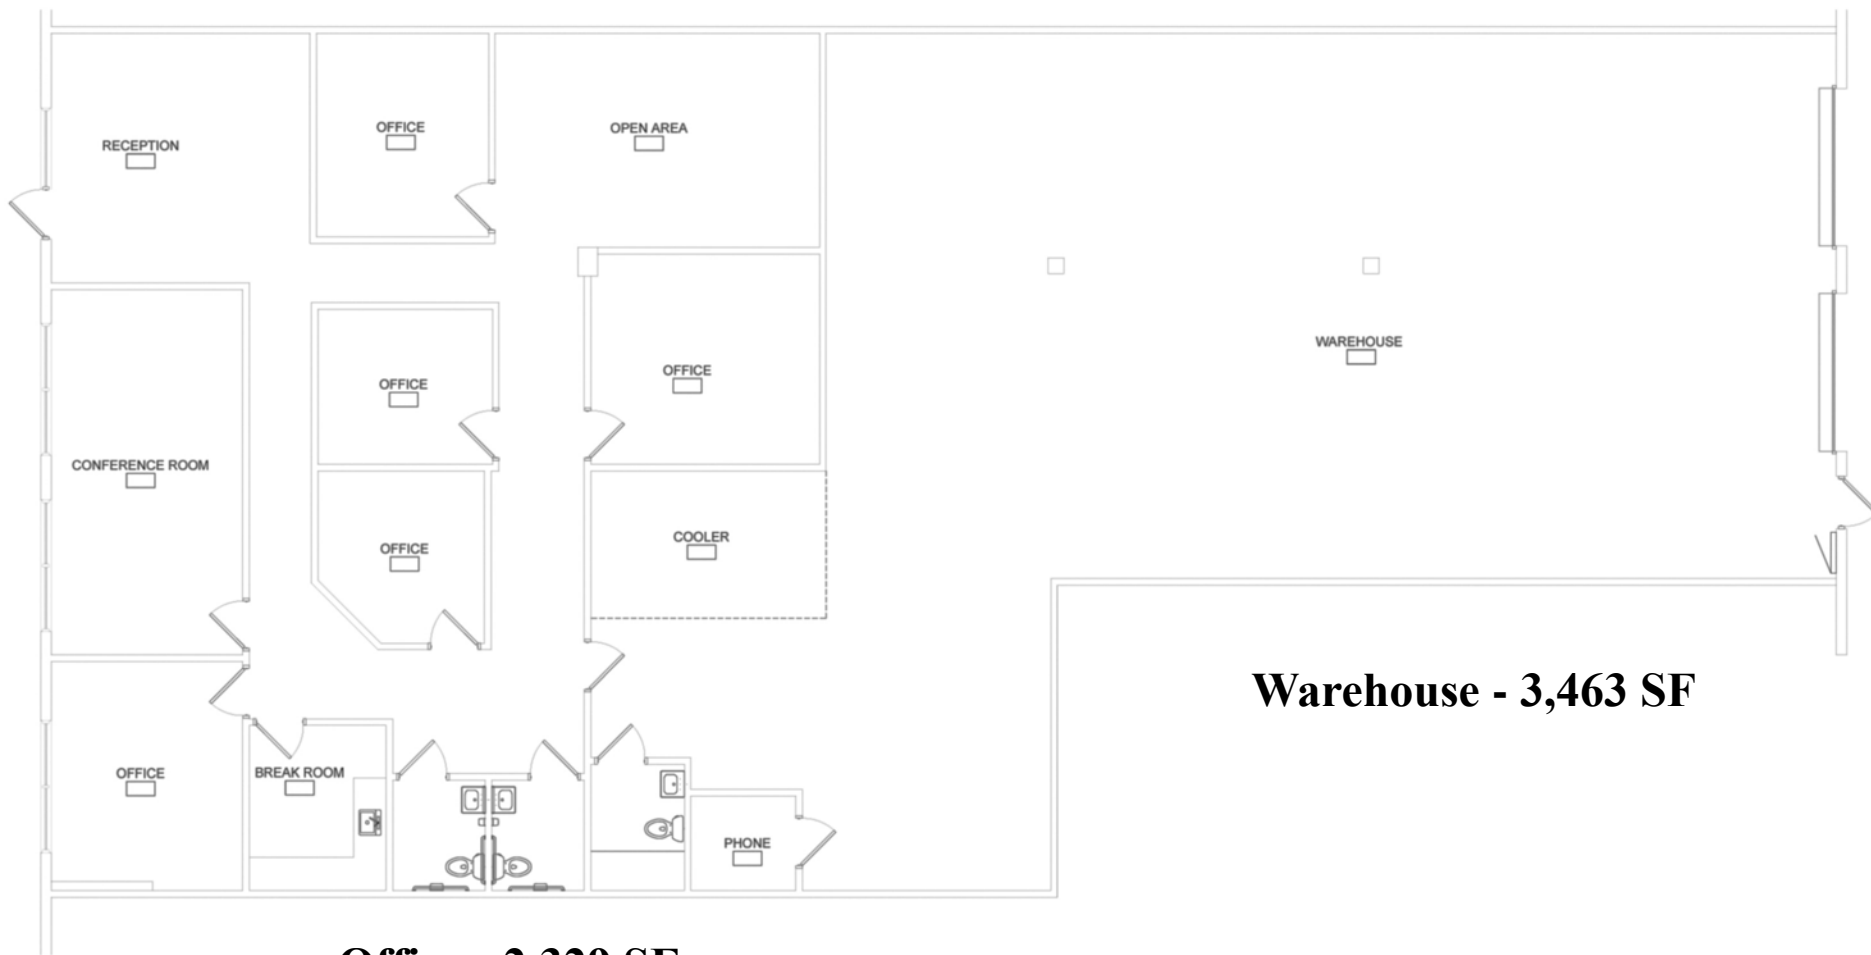 RECEPTION
OFFICE
OPEN AREA
WAREHOUSE
OFFICE
OFFICE
CONFERENCE ROOM
OFFICE
COOLER
Warehouse - 3,463 SF
OFFICE
BREAK ROOM
PHONE